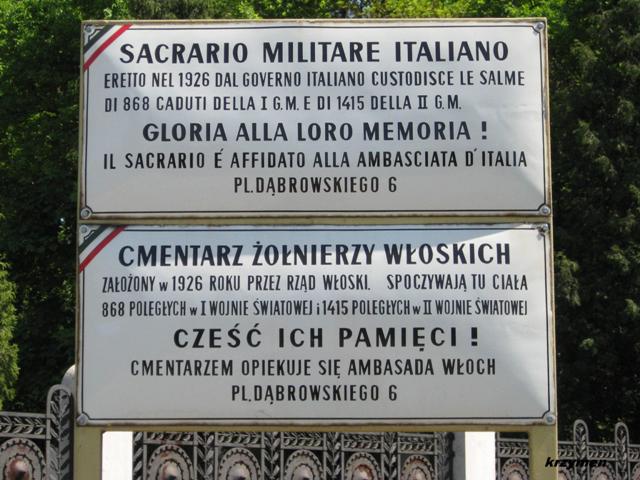 SACRARIO MILITARE ITALIANO
ERETTO NEL 1926 DAL GOVERNO ITALIANO CUSTODISCE LE SALME
DI 868 CADUTI DELLA I G.M. E DI 1415 DELLA II G.M.
GLORIA ALLA LORO MEMORIA !
IL SACRARIO É AFFIDATO ALLA AMBASCIATA D'ITALIA
PL.DĄBROWSKIEGO 6
CMENTARZ ŻOŁNIERZY WŁOSKICH
ZAŁOŻONY w 1926 ROKU PRZEZ RZĄD WŁOSKI. SPOCZYWAJĄ TU CIAŁA
868 POLEGŁYCH w I WOJNIE ŚWIATOWEJ i 1415 POLEGŁYCH w II WOJNIE ŚWIATOWEJ
CZEŚĆ ICH PAMIĘCI !
CMENTARZEM OPIEKUJE SIĘ AMBASADA WŁOCH
PL.DĄBROWSKIEGO 6